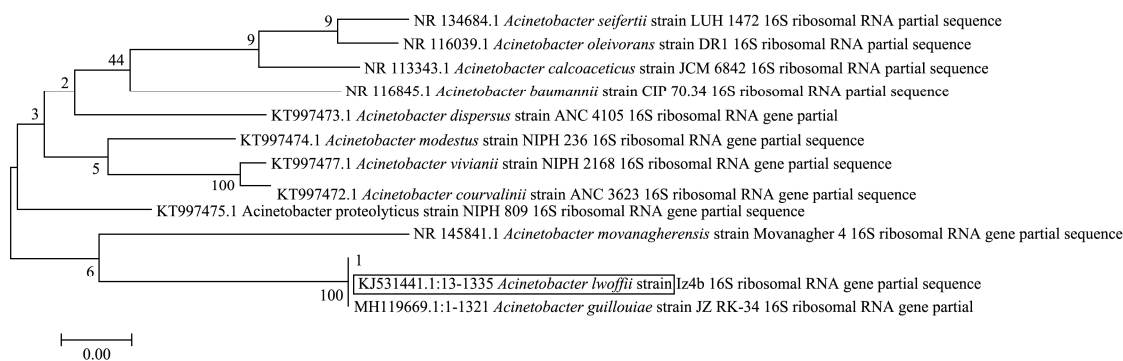 9
NR 134684.1 Acinetobacter seifertii strain LUH 1472 16S ribosomal RNA partial sequence
9
NR 116039.1 Acinetobacter oleivorans strain DR1 16S ribosomal RNA partial sequence
44
NR 113343.1 Acinetobacter calcoaceticus strain JCM 6842 16S ribosomal RNA partial sequence
2
NR 116845.1 Acinetobacter baumannii strain CIP 70.34 16S ribosomal RNA partial sequence
3
KT997473.1 Acinetobacter dispersus strain ANC 4105 16S ribosomal RNA gene partial
KT997474.1 Acinetobacter modestus strain NIPH 236 16S ribosomal RNA gene partial sequence
5
KT997477.1 Acinetobacter vivianii strain NIPH 2168 16S ribosomal RNA gene partial sequence
100
KT997472.1 Acinetobacter courvalinii strain ANC 3623 16S ribosomal RNA gene partial sequence
KT997475.1 Acinetobacter proteolyticus strain NIPH 809 16S ribosomal RNA gene partial sequence
NR 145841.1 Acinetobacter movanagherensis strain Movanagher 4 16S ribosomal RNA gene partial sequence
6
1
KJ531441.1:13-1335 Acinetobacter lwoffii strain Iz4b 16S ribosomal RNA gene partial sequence
100
MH119669.1:1-1321 Acinetobacter guillouiae strain JZ RK-34 16S ribosomal RNA gene partial
0.00